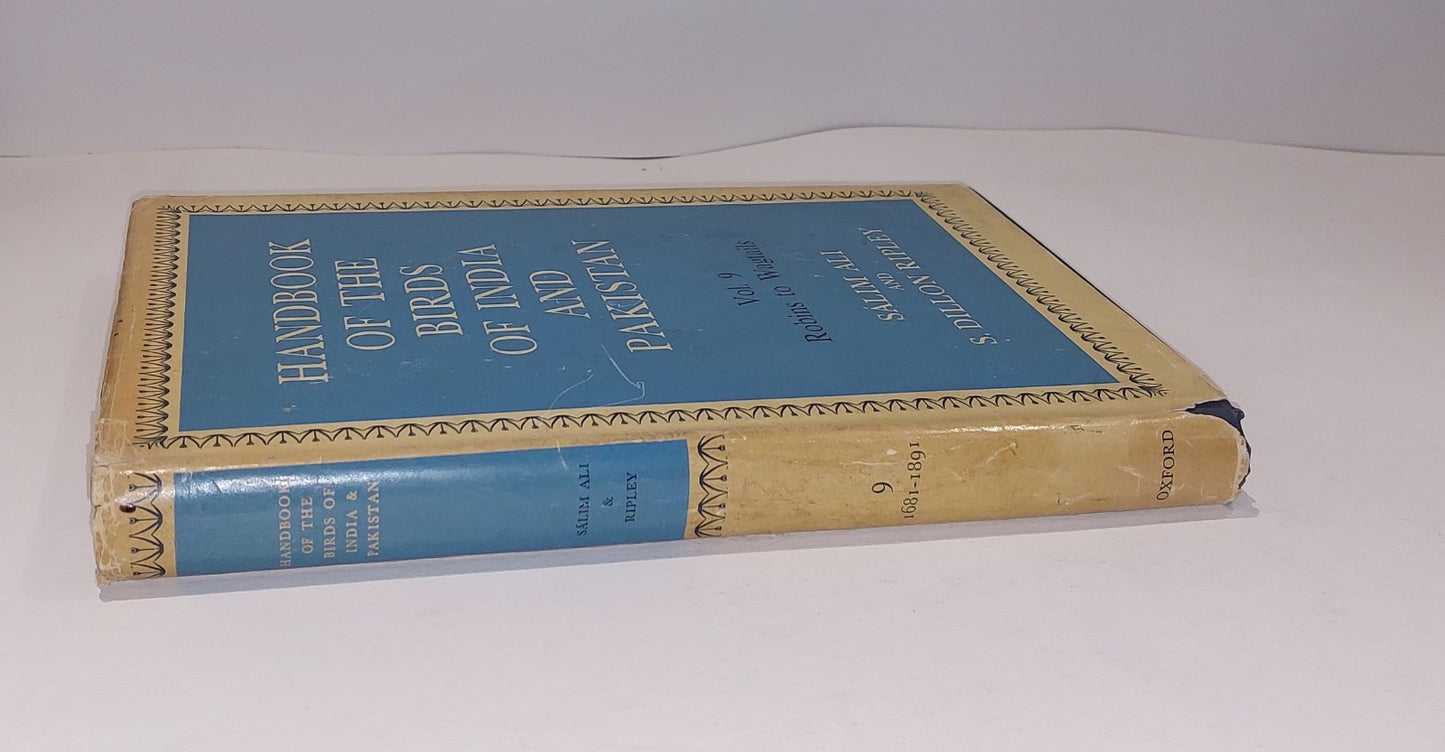 HANDBOOK
OF THE
BIRDS
OF INDIA
AND
PAKISTAN
Vol. 9
Robins to Wagtails
SÁLIM ALI
AND
S. DILLON RIPLEY
HANDBOOK
OF THE
BIRDS OF
INDIA &
PAKISTAN
SÁLIM ALI
&
RIPLEY
9
1681-1891
OXFORD